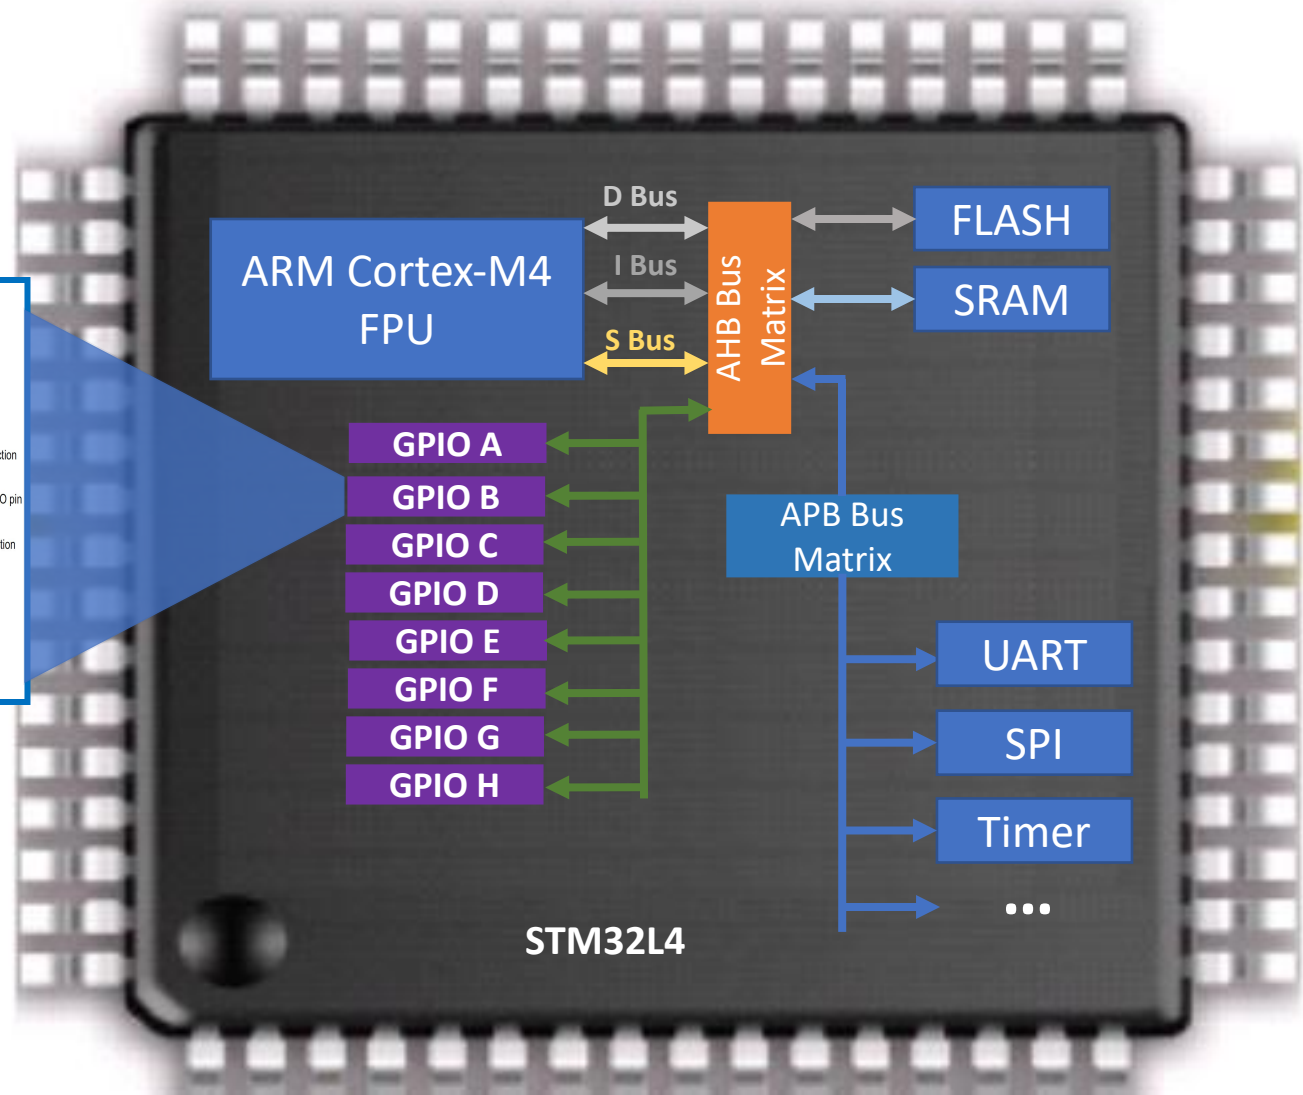 D Bus
FLASH
ARM Cortex-M4
FPU
I Bus
AHB Bus
Matrix
SRAM
S Bus
GPIO A
GPIO B
GPIO C
GPIO D
GPIO E
GPIO F
GPIO G
GPIO H
O pin
APB Bus
Matrix
UART
SPI
Timer
...
STM32L4